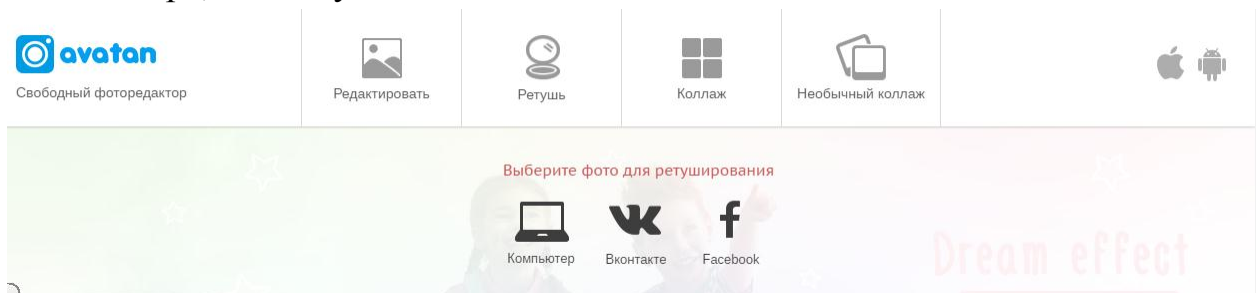 avatan
Свободный фоторедактор
Редактировать
Ретушь
Коллаж
Необычный коллаж
Выберите фото для ретуширования
Компьютер
Вконтакте
Facebook
Dream effect